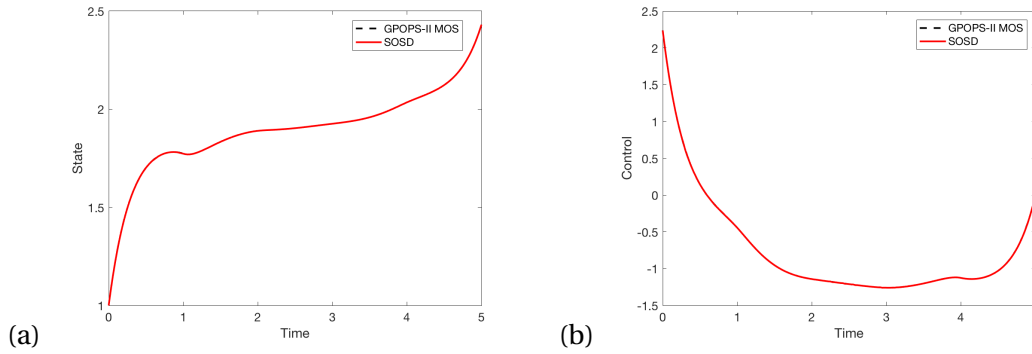 2.5
GPOPS-II MOS
SOSD
2
State
1.5
1
0 1 2 3 4 5
Time
(a)
2.5
GPOPS-II MOS
SOSD
2
1.5
1
0.5
Control
0
-0.5
-1
-1.5
0 1 2 3 4
Time
(b)